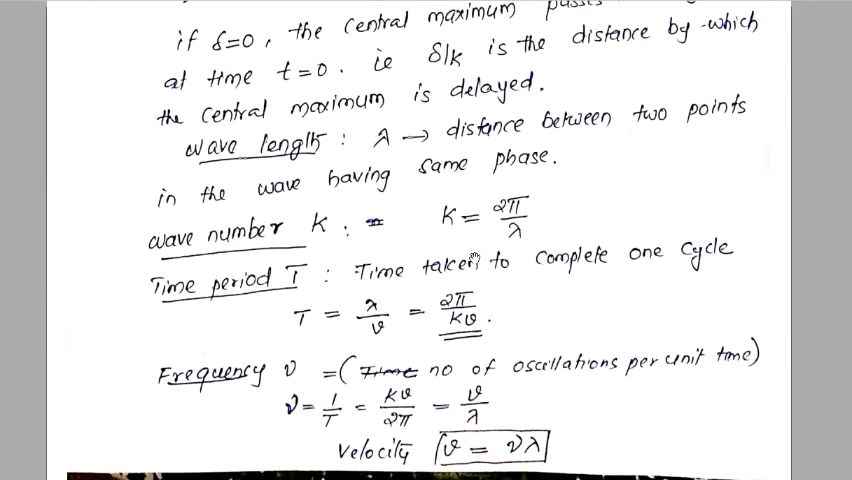 if δ=0, the central maximum passes
at time t=0. ie δ/k is the distance by which
the central maximum is delayed.
wave length : λ → distance between two points
in the wave having same phase.
wave number K : K = 2π/λ
Time period T : Time taken to complete one cycle
T = λ/v = 2π/Kv.
Frequency ν = (Time no of oscillations per unit time)
ν = 1/T = Kv/2π = v/λ
Velocity v = νλ